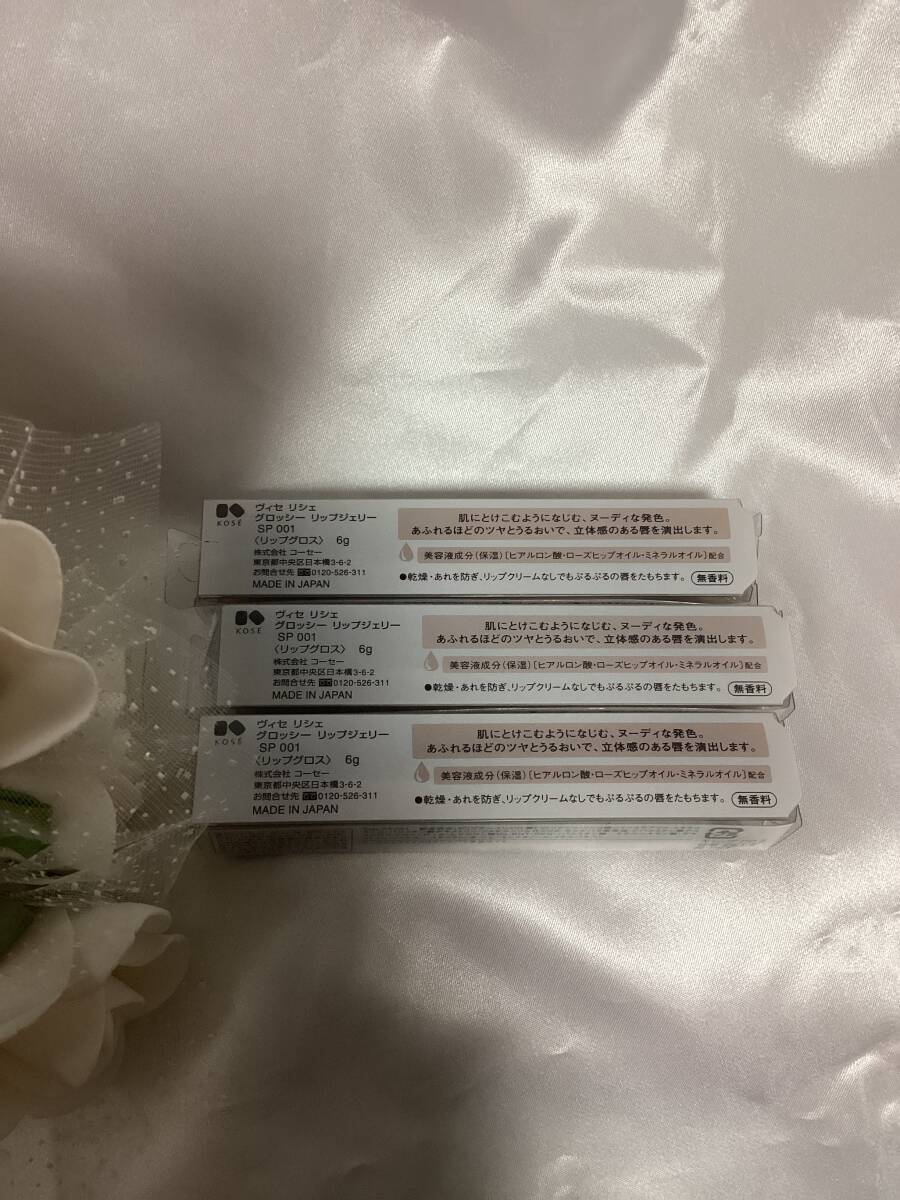 KOSÉ
ヴィセ リシェ
グロッシー リップジェリー
SP 001
〈リップグロス〉 6g
株式会社 コーセー
東京都中央区日本橋3-6-2
お問合せ先 0120-526-311
MADE IN JAPAN
肌にとけこむようになじむ、ヌーディな発色。
あふれるほどのツヤとうるおいで、立体感のある唇を演出します。
美容液成分(保湿)[ヒアルロン酸・ローズヒップオイル・ミネラルオイル]配合
●乾燥・あれを防ぎ、リップクリームなしでもぷるぷるの唇をたもちます。 無香料
KOSÉ
ヴィセ リシェ
グロッシー リップジェリー
SP 001
〈リップグロス〉 6g
株式会社 コーセー
東京都中央区日本橋3-6-2
お問合せ先 0120-526-311
MADE IN JAPAN
肌にとけこむようになじむ、ヌーディな発色。
あふれるほどのツヤとうるおいで、立体感のある唇を演出します。
美容液成分(保湿)[ヒアルロン酸・ローズヒップオイル・ミネラルオイル]配合
●乾燥・あれを防ぎ、リップクリームなしでもぷるぷるの唇をたもちます。 無香料
KOSÉ
ヴィセ リシェ
グロッシー リップジェリー
SP 001
〈リップグロス〉 6g
株式会社 コーセー
東京都中央区日本橋3-6-2
お問合せ先 0120-526-311
MADE IN JAPAN
肌にとけこむようになじむ、ヌーディな発色。
あふれるほどのツヤとうるおいで、立体感のある唇を演出します。
美容液成分(保湿)[ヒアルロン酸・ローズヒップオイル・ミネラルオイル]配合
●乾燥・あれを防ぎ、リップクリームなしでもぷるぷるの唇をたもちます。 無香料